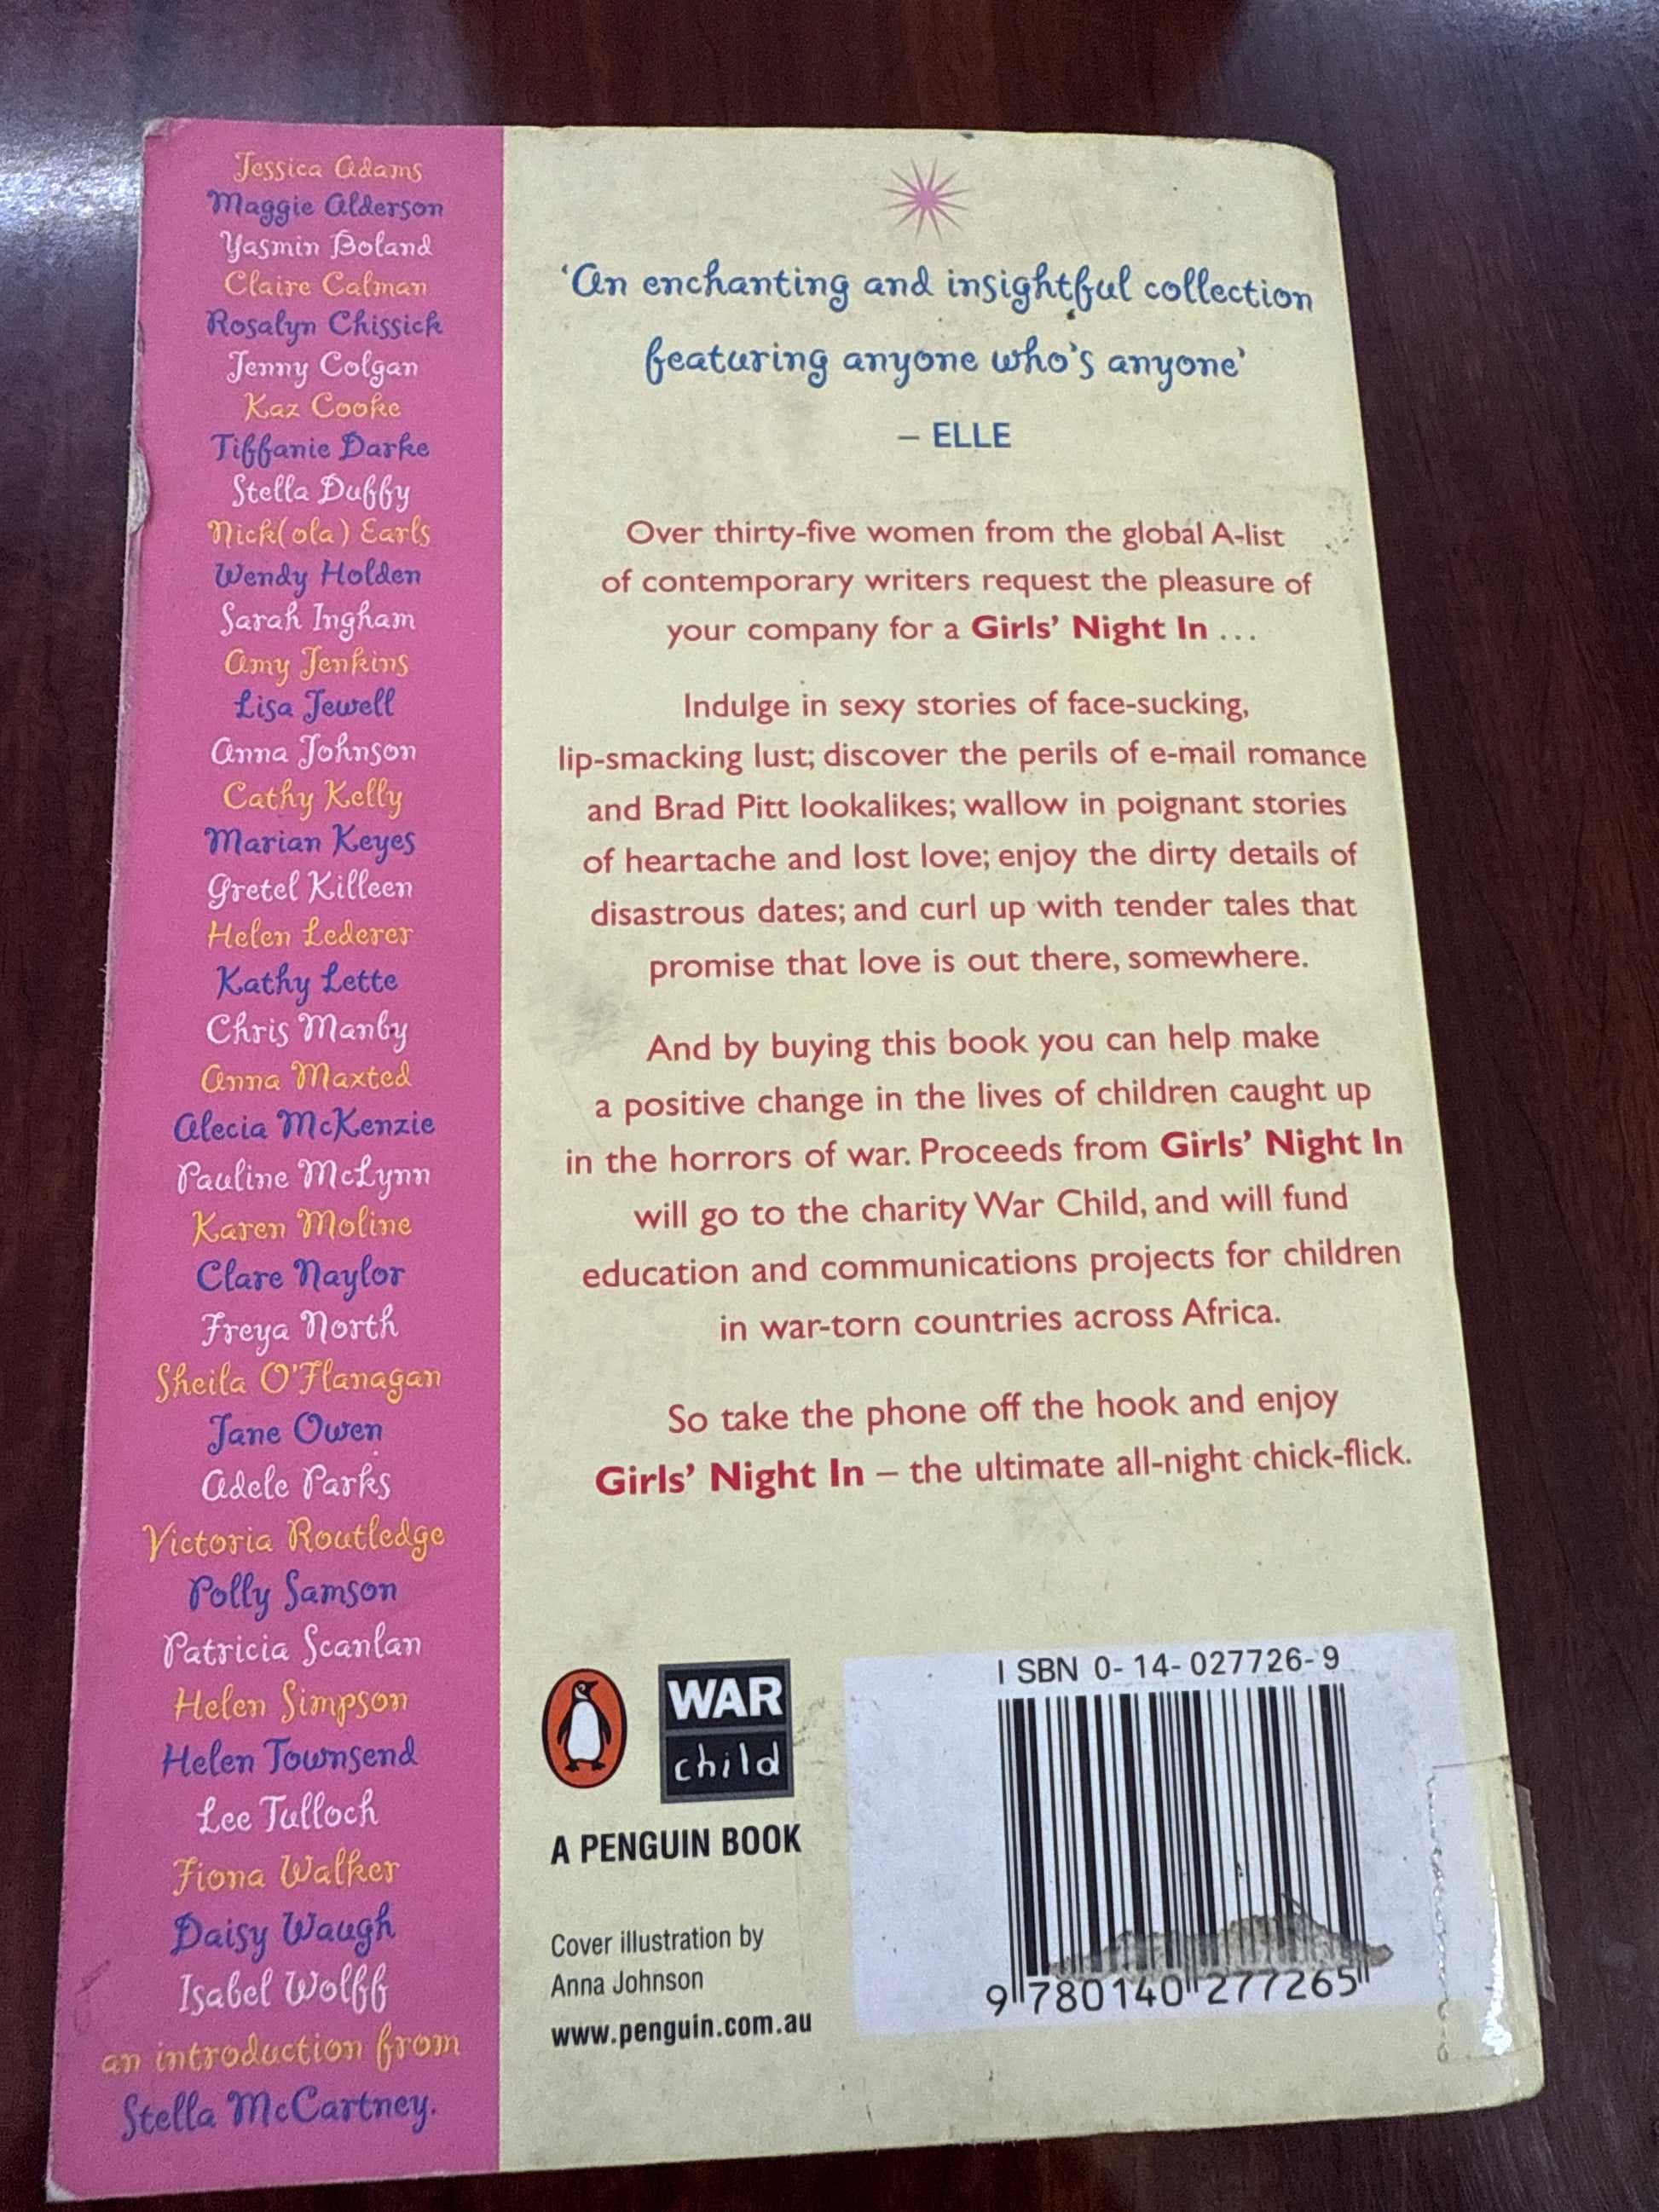 Jessica Adams
Maggie Alderson
Yasmin Boland
Claire Calman
Rosalyn Chissick
Jenny Colgan
Kaz Cooke
Tiffanie Darke
Stella Duffy
Nick(ola) Earls
Wendy Holden
Sarah Ingham
Amy Jenkins
Lisa Jewell
Anna Johnson
Cathy Kelly
Marian Keyes
Gretel Killeen
Helen Lederer
Kathy Lette
Chris Manby
Anna Maxted
Alecia McKenzie
Pauline McLynn
Karen Moline
Clare Naylor
Freya North
Sheila O'Flanagan
Jane Owen
Adele Parks
Victoria Routledge
Polly Samson
Patricia Scanlan
Helen Simpson
Helen Townsend
Lee Tulloch
Fiona Walker
Daisy Waugh
Isabel Wolff
an introduction from
Stella McCartney.
‘An enchanting and insightful collection
featuring anyone who’s anyone’
– ELLE
Over thirty-five women from the global A-list
of contemporary writers request the pleasure of
your company for a Girls’ Night In ...
Indulge in sexy stories of face-sucking,
lip-smacking lust; discover the perils of e-mail romance
and Brad Pitt lookalikes; wallow in poignant stories
of heartache and lost love; enjoy the dirty details of
disastrous dates; and curl up with tender tales that
promise that love is out there, somewhere.
And by buying this book you can help make
a positive change in the lives of children caught up
in the horrors of war. Proceeds from Girls’ Night In
will go to the charity War Child, and will fund
education and communications projects for children
in war-torn countries across Africa.
So take the phone off the hook and enjoy
Girls’ Night In – the ultimate all-night chick-flick.
WAR
child
A PENGUIN BOOK
Cover illustration by
Anna Johnson
www.penguin.com.au
ISBN 0-14-027726-9
9 780140 277265